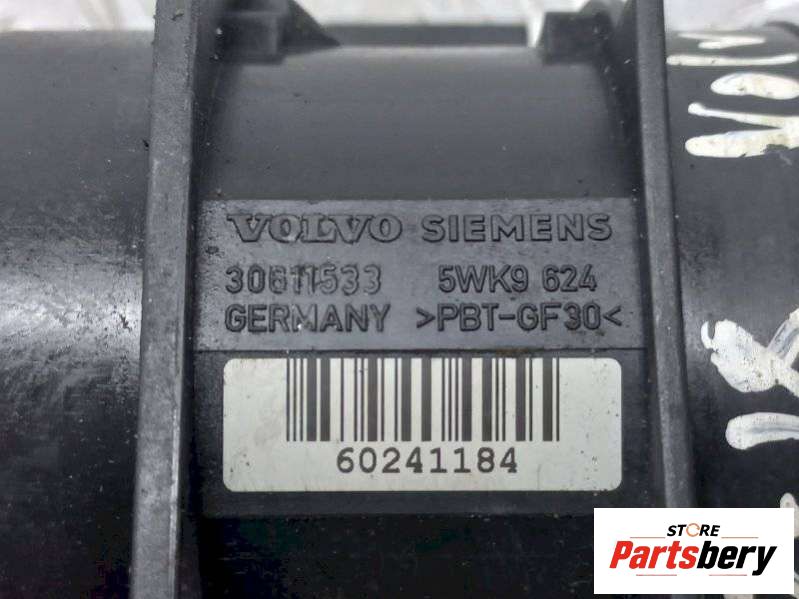 VOLVO SIEMENS
30611533 5WK9 624
GERMANY >PBT-GF30<
60241184
STORE
Partsbery